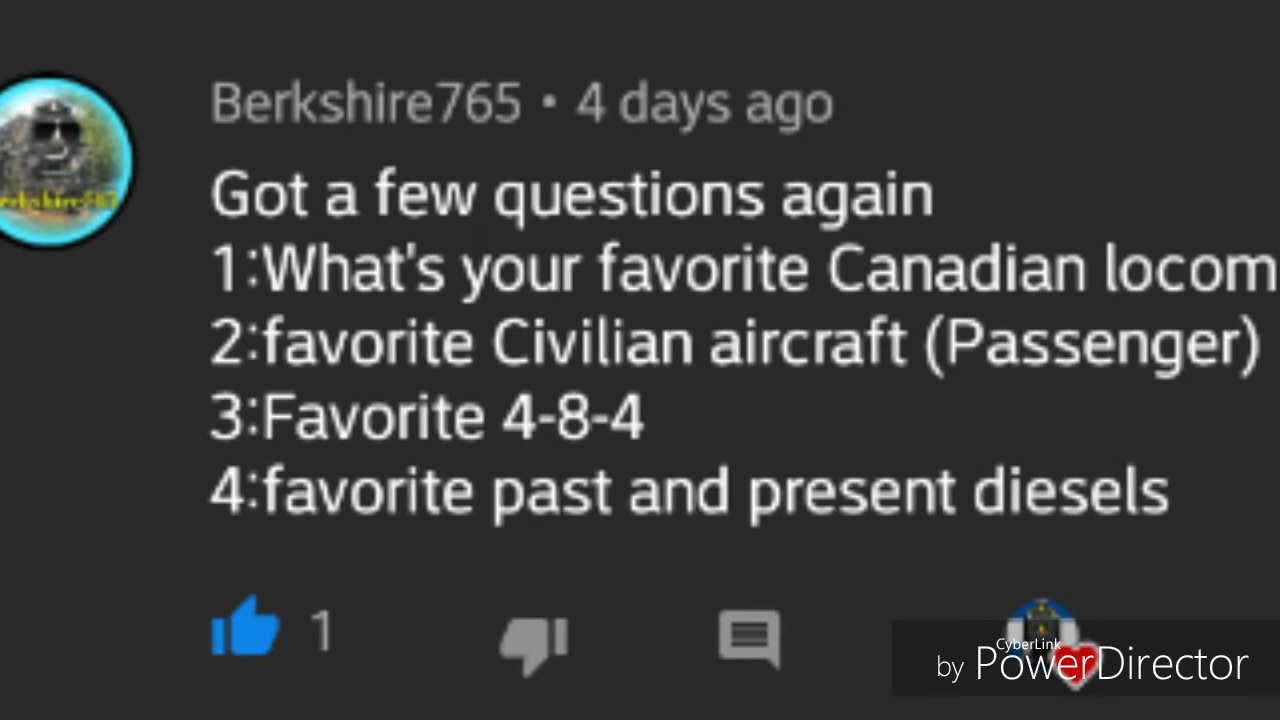 Berkshire765 • 4 days ago
Got a few questions again
1:What's your favorite Canadian locom
2:favorite Civilian aircraft (Passenger)
3:Favorite 4-8-4
4:favorite past and present diesels
1
CyberLink
by PowerDirector